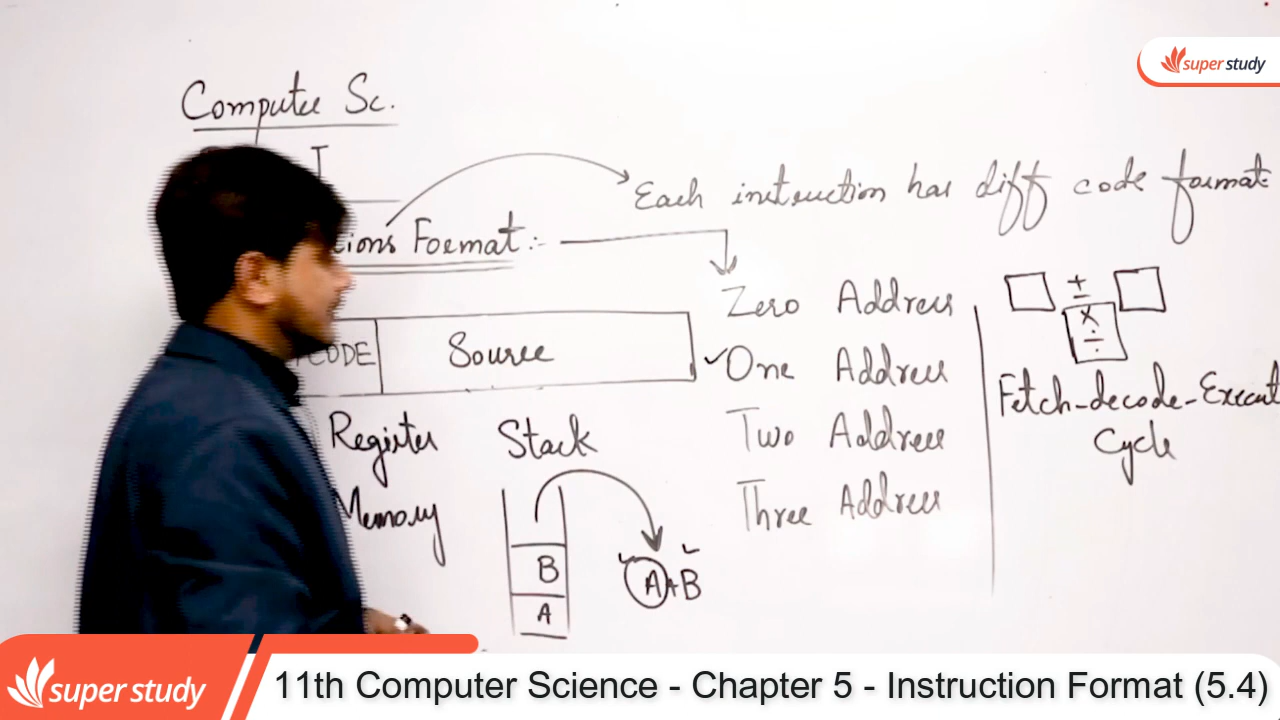 super study
Computer Sc.
I
Each instruction has diff code format
tions Format :-
Zero Address
One Address
Two Address
Three Address
±
×
÷
Fetch-decode-Execut
Cycle
CODE Source
Register Stack
Memory
B
A
A+B
super study
11th Computer Science - Chapter 5 - Instruction Format (5.4)